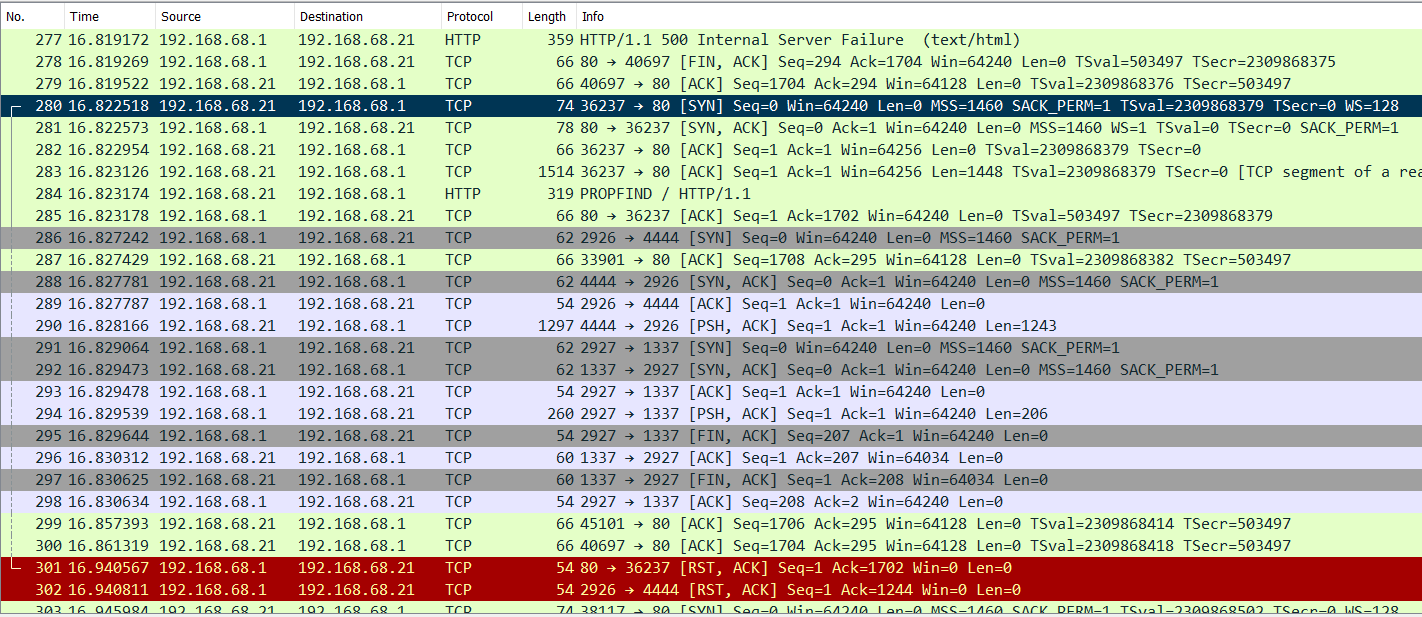 No. Time Source Destination Protocol Length Info
277 16.819172 192.168.68.1 192.168.68.21 HTTP 359 HTTP/1.1 500 Internal Server Failure (text/html)
278 16.819269 192.168.68.1 192.168.68.21 TCP 66 80 → 40697 [FIN, ACK] Seq=294 Ack=1704 Win=64240 Len=0 TSval=503497 TSecr=2309868375
279 16.819522 192.168.68.21 192.168.68.1 TCP 66 40697 → 80 [ACK] Seq=1704 Ack=294 Win=64128 Len=0 TSval=2309868376 TSecr=503497
280 16.822518 192.168.68.21 192.168.68.1 TCP 74 36237 → 80 [SYN] Seq=0 Win=64240 Len=0 MSS=1460 SACK_PERM=1 TSval=2309868379 TSecr=0 WS=128
281 16.822573 192.168.68.1 192.168.68.21 TCP 78 80 → 36237 [SYN, ACK] Seq=0 Ack=1 Win=64240 Len=0 MSS=1460 WS=1 TSval=0 TSecr=0 SACK_PERM=1
282 16.822954 192.168.68.21 192.168.68.1 TCP 66 36237 → 80 [ACK] Seq=1 Ack=1 Win=64256 Len=0 TSval=2309868379 TSecr=0
283 16.823126 192.168.68.21 192.168.68.1 TCP 1514 36237 → 80 [ACK] Seq=1 Ack=1 Win=64256 Len=1448 TSval=2309868379 TSecr=0 [TCP segment of a rea
284 16.823174 192.168.68.21 192.168.68.1 HTTP 319 PROPFIND / HTTP/1.1
285 16.823178 192.168.68.1 192.168.68.21 TCP 66 80 → 36237 [ACK] Seq=1 Ack=1702 Win=64240 Len=0 TSval=503497 TSecr=2309868379
286 16.827242 192.168.68.1 192.168.68.21 TCP 62 2926 → 4444 [SYN] Seq=0 Win=64240 Len=0 MSS=1460 SACK_PERM=1
287 16.827429 192.168.68.21 192.168.68.1 TCP 66 33901 → 80 [ACK] Seq=1708 Ack=295 Win=64128 Len=0 TSval=2309868382 TSecr=503497
288 16.827781 192.168.68.21 192.168.68.1 TCP 62 4444 → 2926 [SYN, ACK] Seq=0 Ack=1 Win=64240 Len=0 MSS=1460 SACK_PERM=1
289 16.827787 192.168.68.1 192.168.68.21 TCP 54 2926 → 4444 [ACK] Seq=1 Ack=1 Win=64240 Len=0
290 16.828166 192.168.68.21 192.168.68.1 TCP 1297 4444 → 2926 [PSH, ACK] Seq=1 Ack=1 Win=64240 Len=1243
291 16.829064 192.168.68.1 192.168.68.21 TCP 62 2927 → 1337 [SYN] Seq=0 Win=64240 Len=0 MSS=1460 SACK_PERM=1
292 16.829473 192.168.68.21 192.168.68.1 TCP 62 1337 → 2927 [SYN, ACK] Seq=0 Ack=1 Win=64240 Len=0 MSS=1460 SACK_PERM=1
293 16.829478 192.168.68.1 192.168.68.21 TCP 54 2927 → 1337 [ACK] Seq=1 Ack=1 Win=64240 Len=0
294 16.829539 192.168.68.1 192.168.68.21 TCP 260 2927 → 1337 [PSH, ACK] Seq=1 Ack=1 Win=64240 Len=206
295 16.829644 192.168.68.1 192.168.68.21 TCP 54 2927 → 1337 [FIN, ACK] Seq=207 Ack=1 Win=64240 Len=0
296 16.830312 192.168.68.21 192.168.68.1 TCP 60 1337 → 2927 [ACK] Seq=1 Ack=207 Win=64034 Len=0
297 16.830625 192.168.68.21 192.168.68.1 TCP 60 1337 → 2927 [FIN, ACK] Seq=1 Ack=208 Win=64034 Len=0
298 16.830634 192.168.68.1 192.168.68.21 TCP 54 2927 → 1337 [ACK] Seq=208 Ack=2 Win=64240 Len=0
299 16.857393 192.168.68.21 192.168.68.1 TCP 66 45101 → 80 [ACK] Seq=1706 Ack=295 Win=64128 Len=0 TSval=2309868414 TSecr=503497
300 16.861319 192.168.68.21 192.168.68.1 TCP 66 40697 → 80 [ACK] Seq=1704 Ack=295 Win=64128 Len=0 TSval=2309868418 TSecr=503497
301 16.940567 192.168.68.1 192.168.68.21 TCP 54 80 → 36237 [RST, ACK] Seq=1 Ack=1702 Win=0 Len=0
302 16.940811 192.168.68.1 192.168.68.21 TCP 54 2926 → 4444 [RST, ACK] Seq=1 Ack=1244 Win=0 Len=0
303 16.945984 192.168.68.21 192.168.68.1 TCP 74 38117 → 80 [SYN] Seq=0 Win=64240 Len=0 MSS=1460 SACK_PERM=1 TSval=2309868502 TSecr=0 WS=128